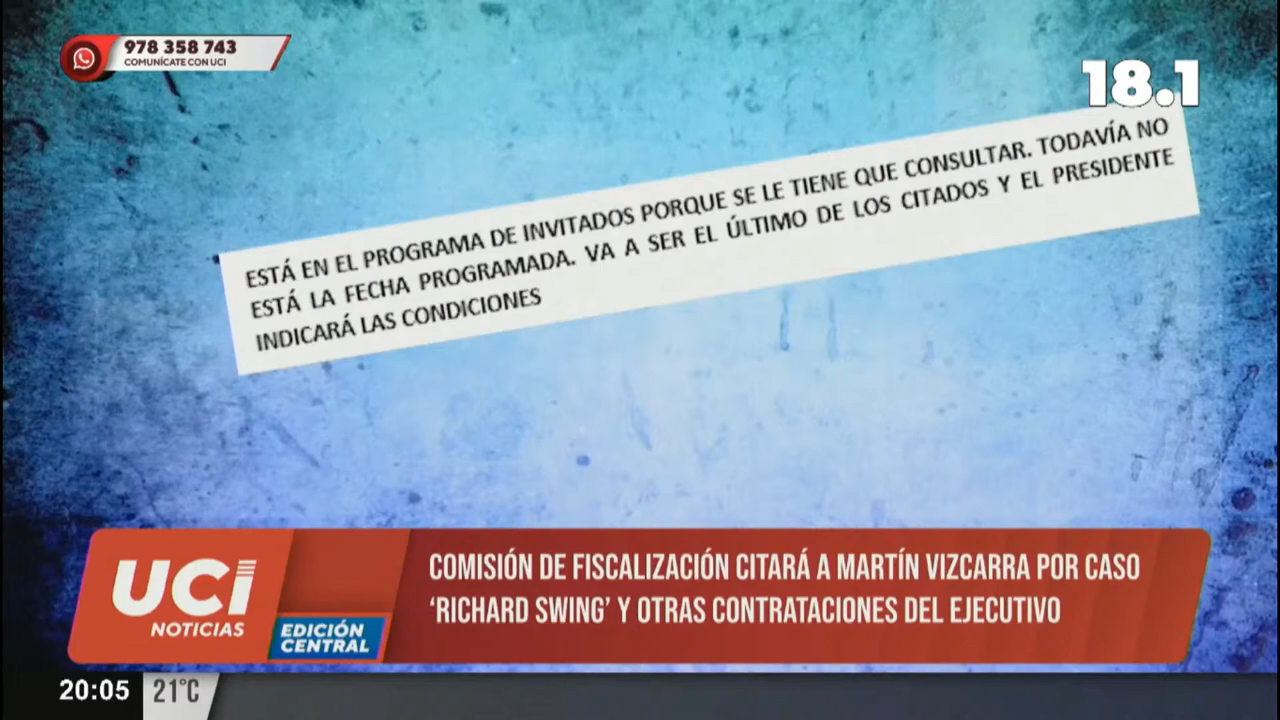 978 358 743
COMUNÍCATE CON UCI
18.1
ESTÁ EN EL PROGRAMA DE INVITADOS PORQUE SE LE TIENE QUE CONSULTAR. TODAVÍA NO
ESTÁ LA FECHA PROGRAMADA. VA A SER EL ÚLTIMO DE LOS CITADOS Y EL PRESIDENTE
INDICARÁ LAS CONDICIONES
UCI
NOTICIAS
EDICIÓN
CENTRAL
COMISIÓN DE FISCALIZACIÓN CITARÁ A MARTÍN VIZCARRA POR CASO
‘RICHARD SWING’ Y OTRAS CONTRATACIONES DEL EJECUTIVO
20:05
21°C